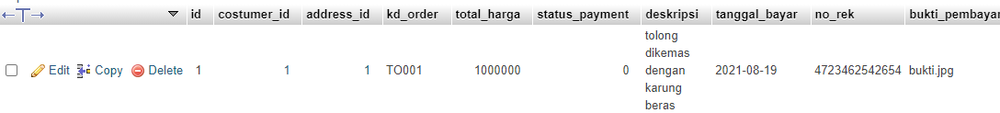 id costumer_id address_id kd_order total_harga status_payment deskripsi tanggal_bayar no_rek bukti_pembayar
Edit Copy Delete 1 1 1 TO001 1000000 0 tolong dikemas dengan karung beras 2021-08-19 4723462542654 bukti.jpg